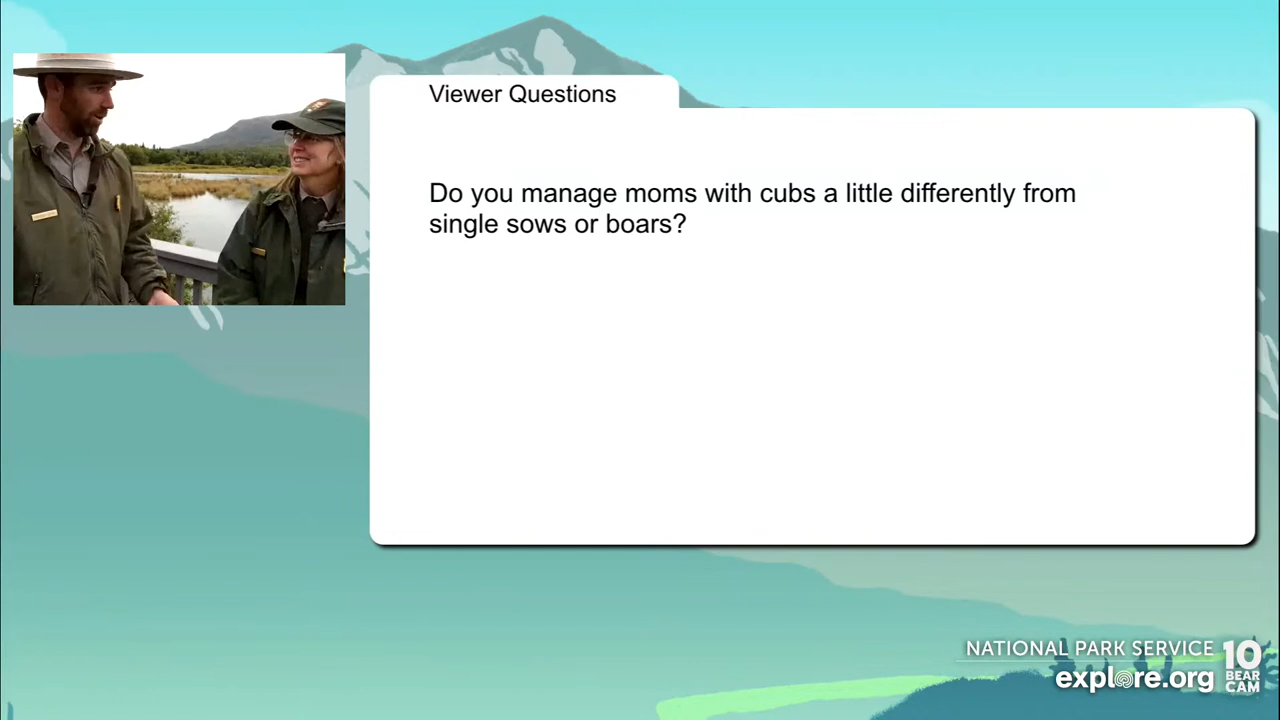 Viewer Questions
Do you manage moms with cubs a little differently from
single sows or boars?
NATIONAL PARK SERVICE
explore.org
10
BEAR
CAM